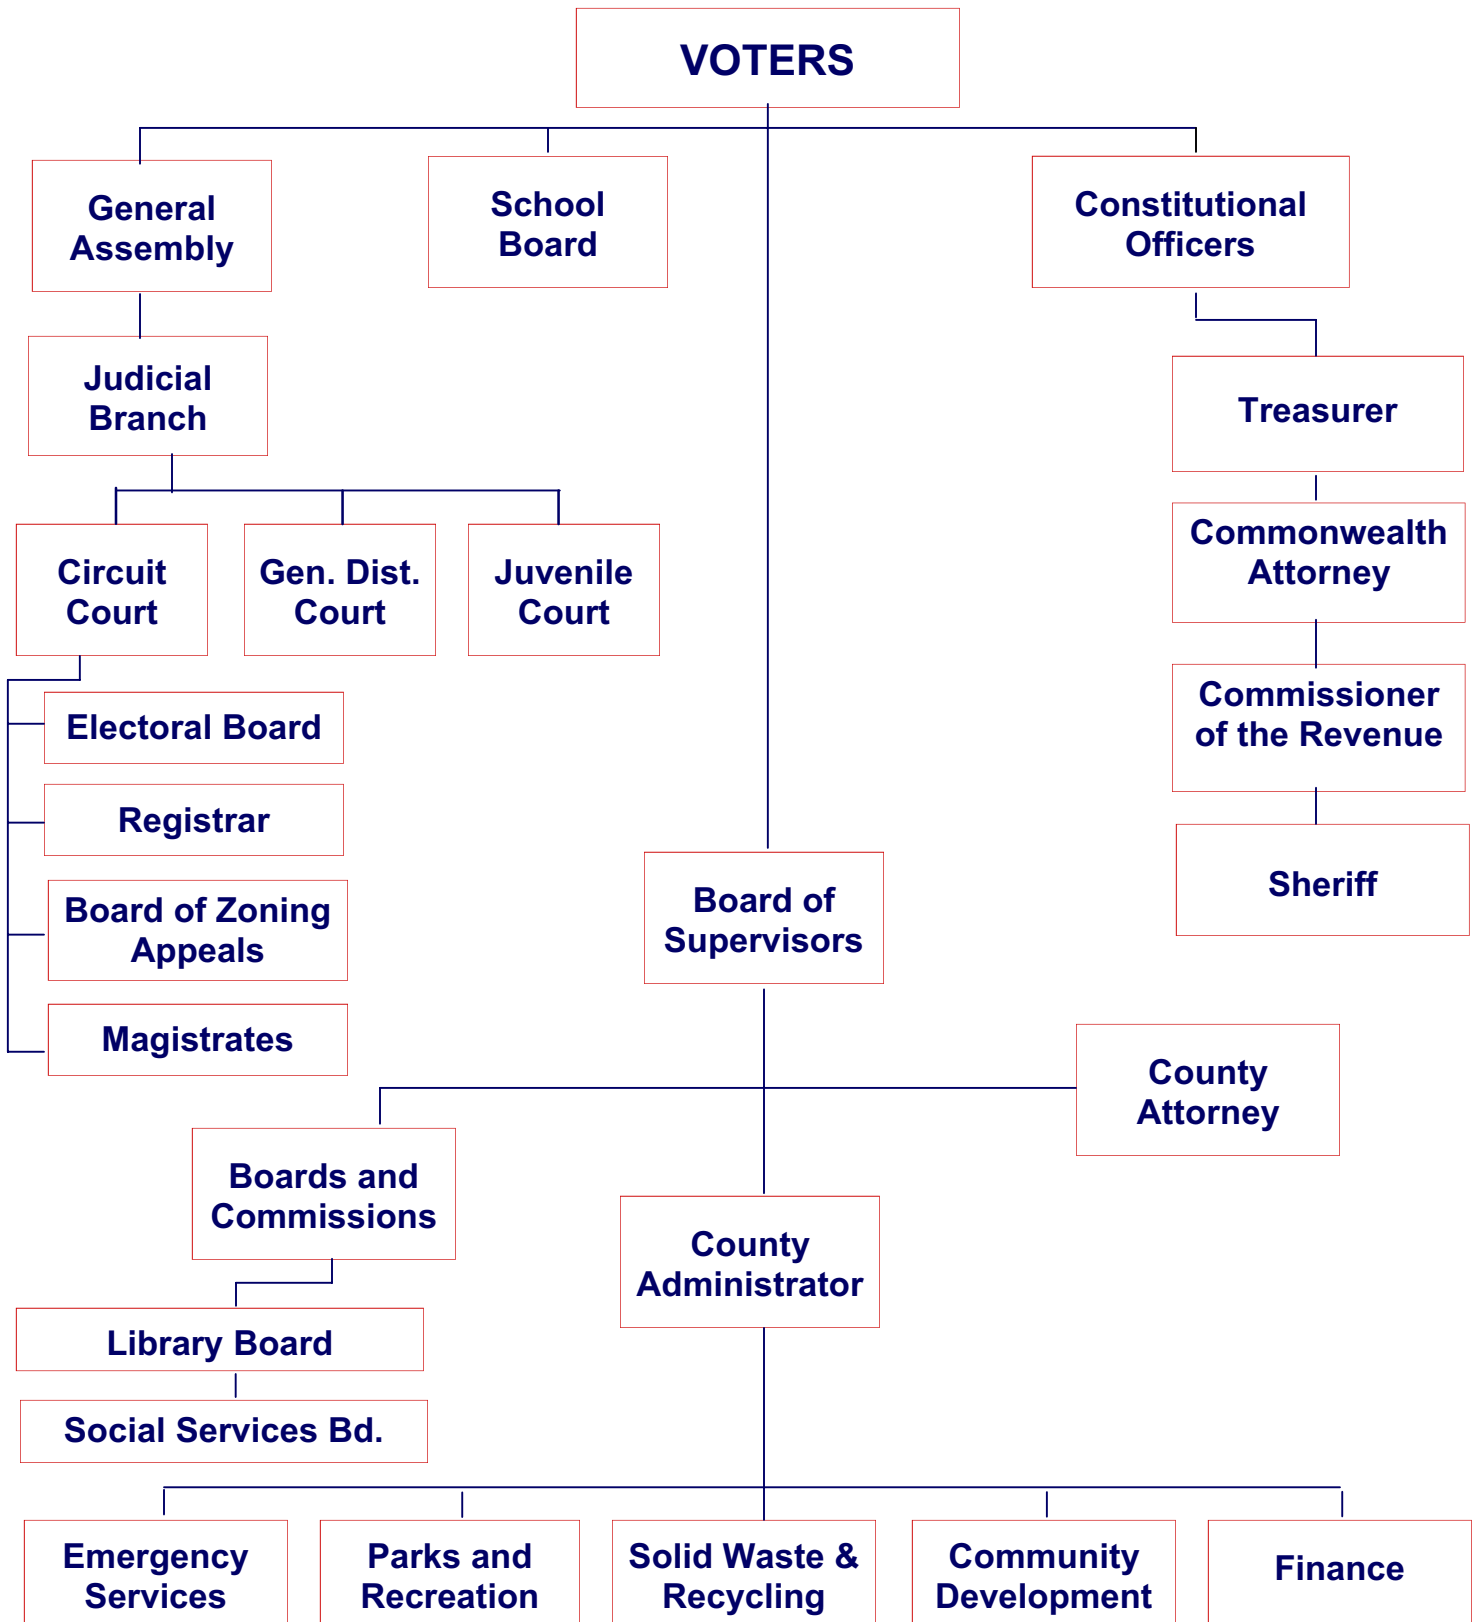 VOTERS
General
Assembly
School
Board
Constitutional
Officers
Judicial
Branch
Treasurer
Circuit
Court
Gen. Dist.
Court
Juvenile
Court
Commonwealth
Attorney
Commissioner
of the Revenue
Sheriff
Electoral Board
Registrar
Board of Zoning
Appeals
Magistrates
Board of
Supervisors
County
Attorney
Boards and
Commissions
County
Administrator
Library Board
Social Services Bd.
Emergency
Services
Parks and
Recreation
Solid Waste &
Recycling
Community
Development
Finance